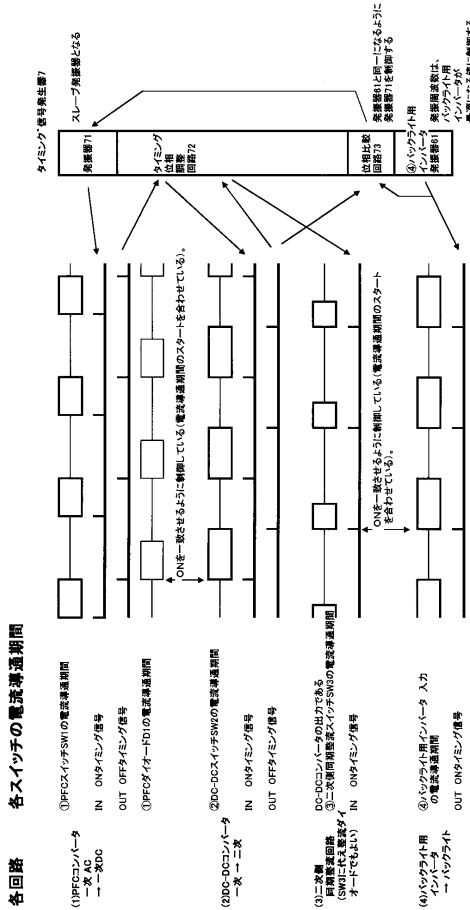 各回路
各スイッチの電流導通期間
(1)PFCコンバータ
一次 AC
→ 一次DC
①PFCスイッチSW1の電流導通期間
IN ONタイミング信号
OUT OFFタイミング信号
①PFCダイオードD1の電流導通期間
ONを一致させるように制御している(電流導通期間のスタートを合わせている)。
(2)DC-DCコンバータ
一次 → 二次
②DC-DCスイッチSW2の電流導通期間
IN ONタイミング信号
OUT OFFタイミング信号
(3)二次側
同期整流回路
(SW3に代え整流ダイ
オードでもよい)
DC-DCコンバータの出力である
③二次側同期整流スイッチSW3の電流導通期間
IN ONタイミング信号
ONを一致させるように制御している(電流導通期間のスタート
を合わせている)。
(4)バックライト用
インバータ
→ バックライト
④バックライト用インバータ 入力
の電流導通期間
OUT ONタイミング信号
タイミング信号発生器7
発振器71
スレーブ発振器となる
タイミング
位相
調整
回路72
位相比較
回路73
発振器61と同一になるように
発振器71を制御する
④バックライト用
インバータ
発振器61
発振周波数は、
バックライト用
インバータが